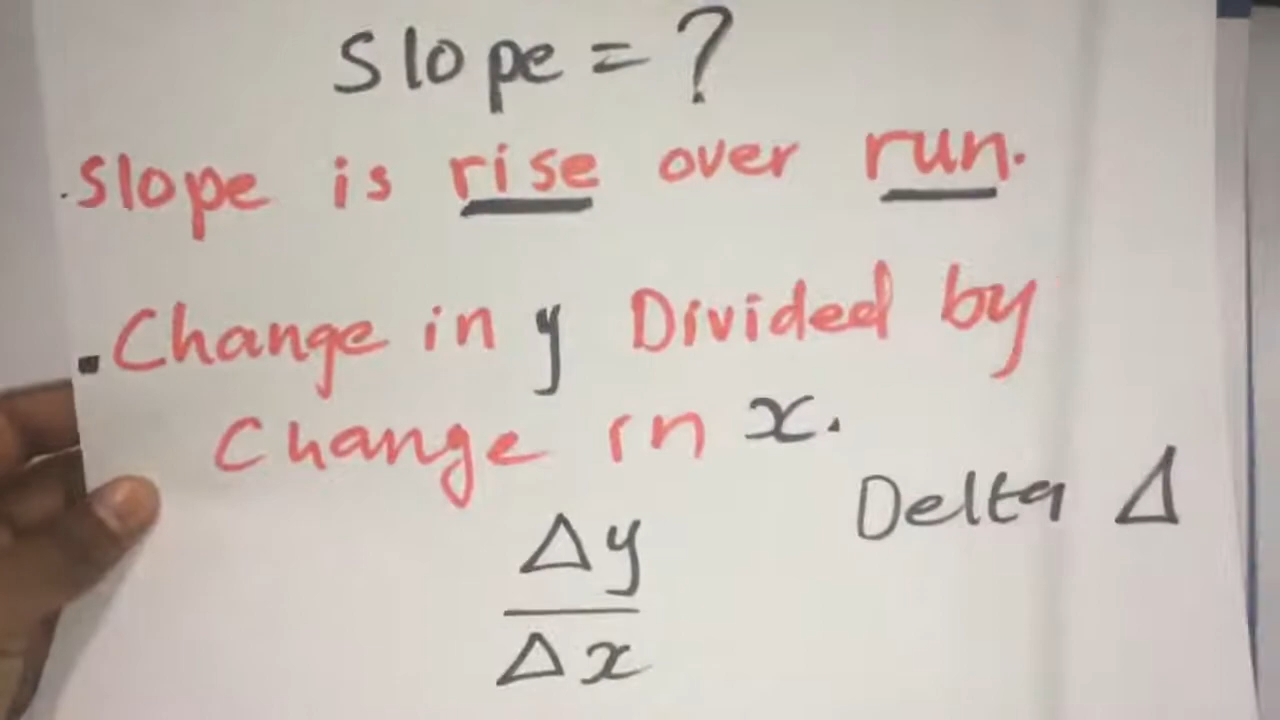 Slope = ?
.Slope is rise over run.
. Change in y Divided by
Change in x.
Delta Δ
Δy
Δx